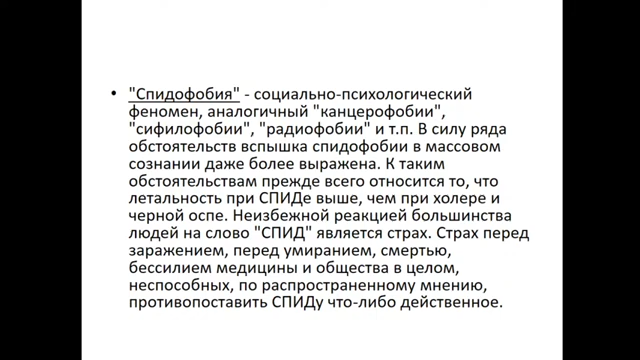 • "Спидофобия" - социально-психологический
феномен, аналогичный "канцерофобии",
"сифилофобии", "радиофобии" и т.п. В силу ряда
обстоятельств вспышка спидофобии в массовом
сознании даже более выражена. К таким
обстоятельствам прежде всего относится то, что
летальность при СПИДе выше, чем при холере и
черной оспе. Неизбежной реакцией большинства
людей на слово "СПИД" является страх. Страх перед
заражением, перед умиранием, смертью,
бессилием медицины и общества в целом,
неспособных, по распространенному мнению,
противопоставить СПИДу что-либо действенное.